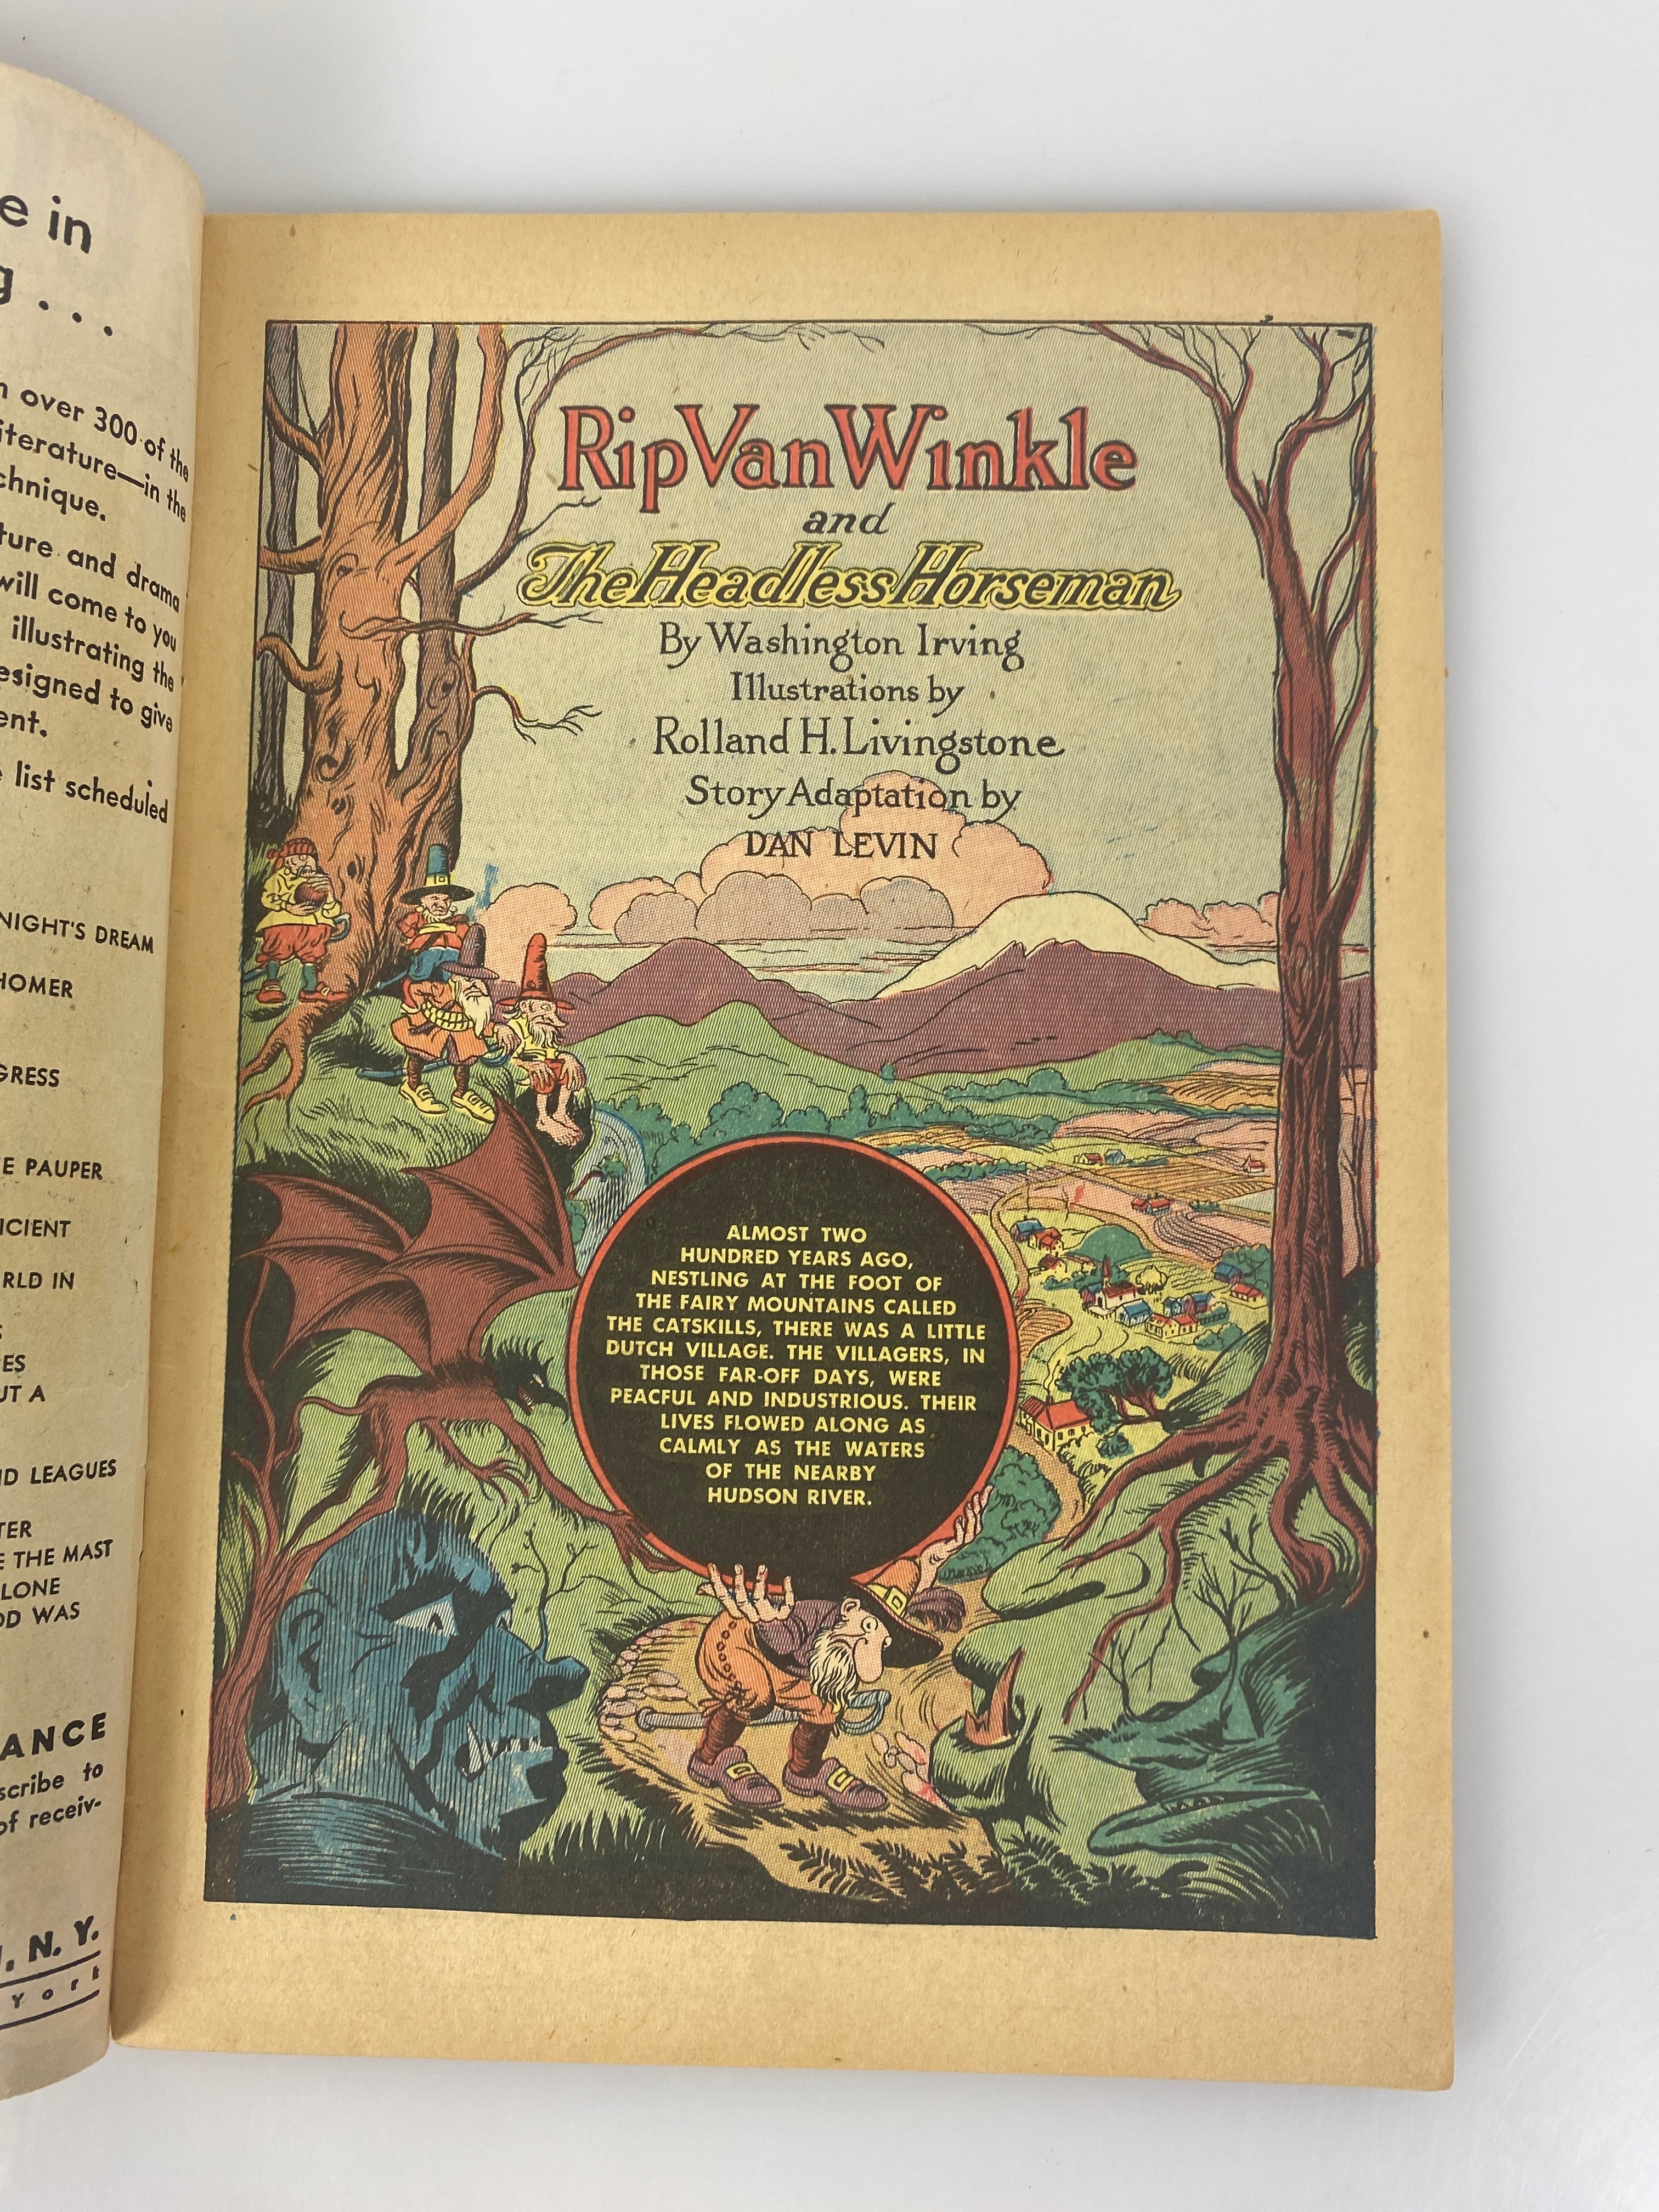 e in
g . . .
over 300 of the
iterature—in the
chnique.
ture and drama
will come to you
illustrating the
esigned to give
ent.
list scheduled
NIGHT'S DREAM
HOMER
GRESS
E PAUPER
ICIENT
RLD IN
S
ES
UT A
ND LEAGUES
TER
E THE MAST
LONE
OD WAS
ANCE
scribe to
of receiv-
N. Y.
York
Rip Van Winkle
and
The Headless Horseman
By Washington Irving
Illustrations by
Rolland H. Livingstone
Story Adaptation by
DAN LEVIN
ALMOST TWO
HUNDRED YEARS AGO,
NESTLING AT THE FOOT OF
THE FAIRY MOUNTAINS CALLED
THE CATSKILLS, THERE WAS A LITTLE
DUTCH VILLAGE. THE VILLAGERS, IN
THOSE FAR-OFF DAYS, WERE
PEACFUL AND INDUSTRIOUS. THEIR
LIVES FLOWED ALONG AS
CALMLY AS THE WATERS
OF THE NEARBY
HUDSON RIVER.